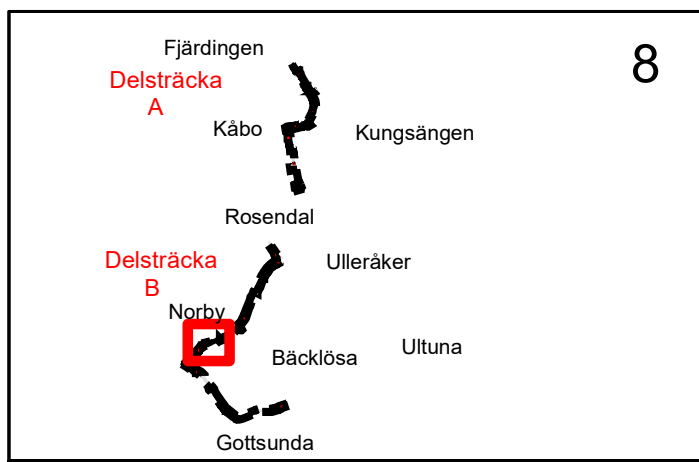 Fjärdingen
8
Delsträcka
A
Kåbo
Kungsängen
Rosendal
Delsträcka
B
Ulleråker
Norby
Ultuna
Bäcklösa
Gottsunda